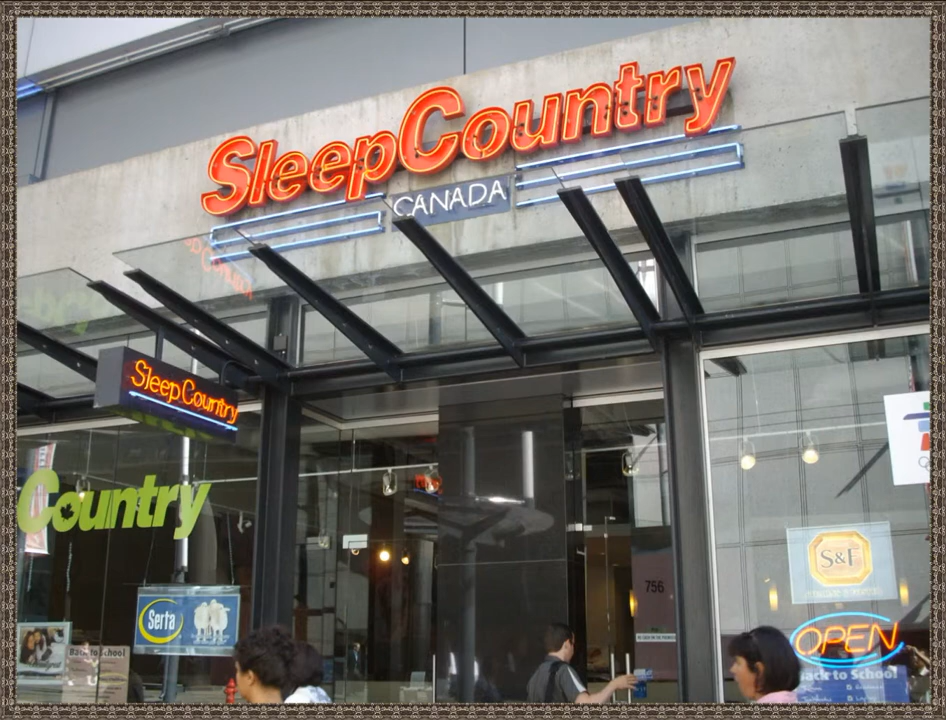 SleepCountry
CANADA
SleepCountry
Country
Serta
Back to School
756
S&F
OPEN
Back to School